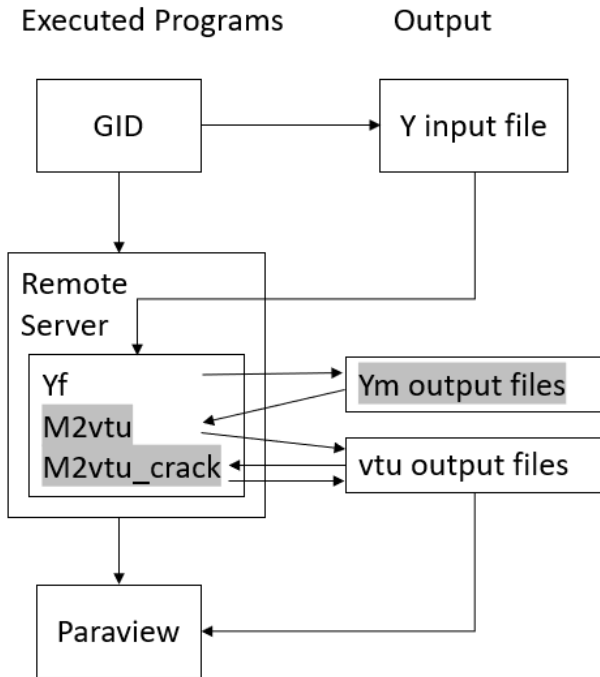 Executed Programs
Output
GID
Y input file
Remote
Server
Yf
Ym output files
M2vtu
M2vtu_crack
vtu output files
Paraview